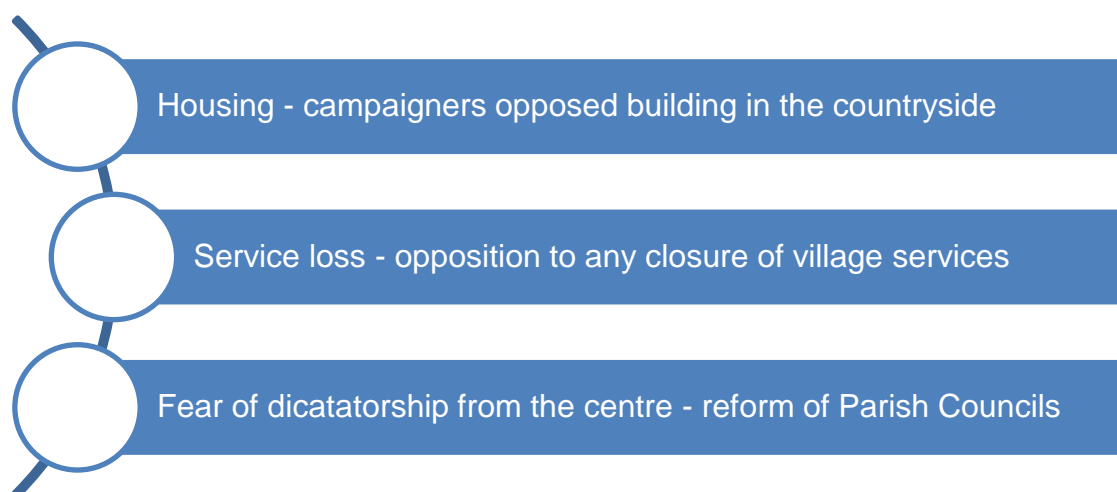 Housing - campaigners opposed building in the countryside
Service loss - opposition to any closure of village services
Fear of dicatatorship from the centre - reform of Parish Councils